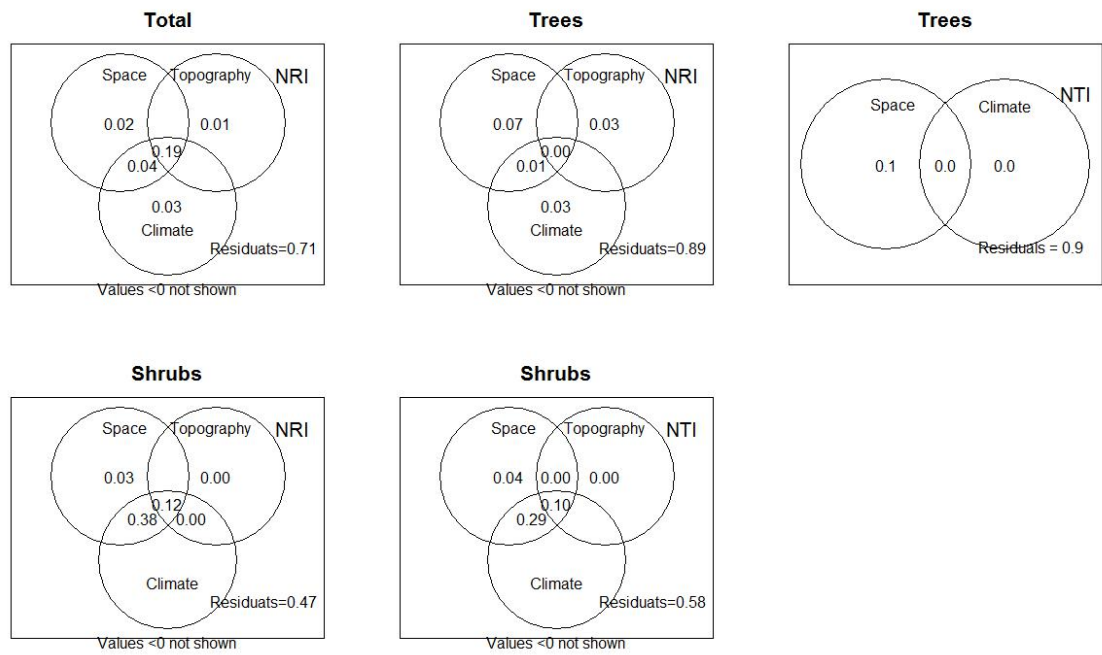 Total
Space Topography NRI
0.02 0.01
0.19
0.04
0.03
Climate
Residuats=0.71
Values <0 not shown
Trees
Space Topography NRI
0.07 0.03
0.00
0.01
0.03
Climate
Residuats=0.89
Values <0 not shown
Trees
NTI
Space Climate
0.1 0.0 0.0
Residuals = 0.9
Shrubs
Space Topography NRI
0.03 0.00
0.12
0.38 0.00
Climate
Residuats=0.47
Values <0 not shown
Shrubs
Space Topography NTI
0.04 0.00 0.00
0.10
0.29
Climate
Residuats=0.58
Values <0 not shown